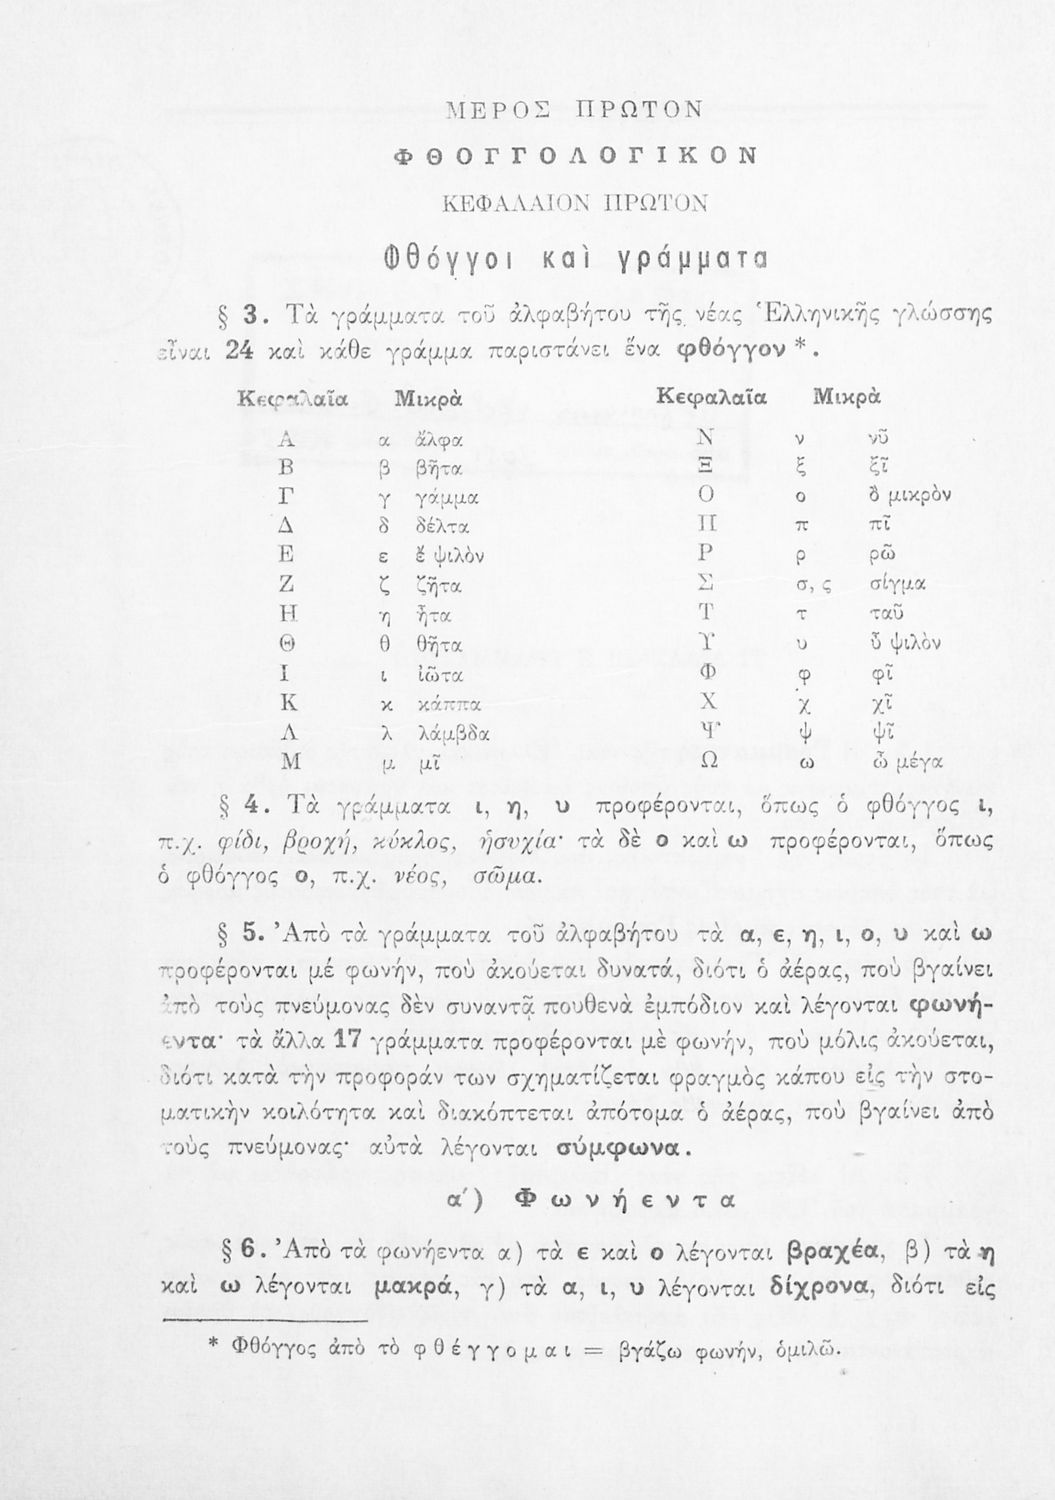 ΜΕΡΟΣ ΠΡΩΤΟΝ
ΦΘΟΓΓΟΛΟΓΙΚΟΝ
ΚΕΦΑΛΑΙΟΝ ΠΡΩΤΟΝ
Φθόγγοι καὶ γράμματα
§ 3. Τὰ γράμματα τοῦ ἀλφαβήτου τῆς νέας Ἑλληνικῆς γλώσσης
εἶναι 24 καὶ κάθε γράμμα παριστάνει ἕνα φθόγγον *.
Κεφαλαῖα Μικρὰ Κεφαλαῖα Μικρὰ
Α α ἄλφα Ν ν νῦ
Β β βῆτα Ξ ξ ξῖ
Γ γ γάμμα Ο ο ὂ μικρὸν
Δ δ δέλτα Π π πῖ
Ε ε ἒ ψιλὸν Ρ ρ ρῶ
Ζ ζ ζῆτα Σ σ, ς σίγμα
Η η ἦτα Τ τ ταῦ
Θ θ θῆτα Υ υ ὖ ψιλὸν
Ι ι ἰῶτα Φ φ φῖ
Κ κ κάππα Χ χ χῖ
Λ λ λάμβδα Ψ ψ ψῖ
Μ μ μῖ Ω ω ὦ μέγα
§ 4. Τὰ γράμματα ι, η, υ προφέρονται, ὅπως ὁ φθόγγος ι,
π.χ. φίδι, βροχή, κύκλος, ἡσυχία· τὰ δὲ ο καὶ ω προφέρονται, ὅπως
ὁ φθόγγος ο, π.χ. νέος, σῶμα.
§ 5. Ἀπὸ τὰ γράμματα τοῦ ἀλφαβήτου τὰ α, ε, η, ι, ο, υ καὶ ω
προφέρονται μέ φωνήν, ποὺ ἀκούεται δυνατά, διότι ὁ ἀέρας, ποὺ βγαίνει
ἀπὸ τοὺς πνεύμονας δὲν συναντᾷ πουθενὰ ἐμπόδιον καὶ λέγονται φωνή-
εντα· τὰ ἄλλα 17 γράμματα προφέρονται μὲ φωνήν, ποὺ μόλις ἀκούεται,
διότι κατὰ τὴν προφοράν των σχηματίζεται φραγμὸς κάπου εἰς τὴν στο-
ματικὴν κοιλότητα καὶ διακόπτεται ἀπότομα ὁ ἀέρας, ποὺ βγαίνει ἀπὸ
τοὺς πνεύμονας· αὐτὰ λέγονται σύμφωνα.
α΄) Φωνήεντα
§ 6. Ἀπὸ τὰ φωνήεντα α) τὰ ε καὶ ο λέγονται βραχέα, β) τὰ η
καὶ ω λέγονται μακρά, γ) τὰ α, ι, υ λέγονται δίχρονα, διότι εἰς
* Φθόγγος ἀπὸ τὸ φθέγγομαι = βγάζω φωνήν, ὁμιλῶ.